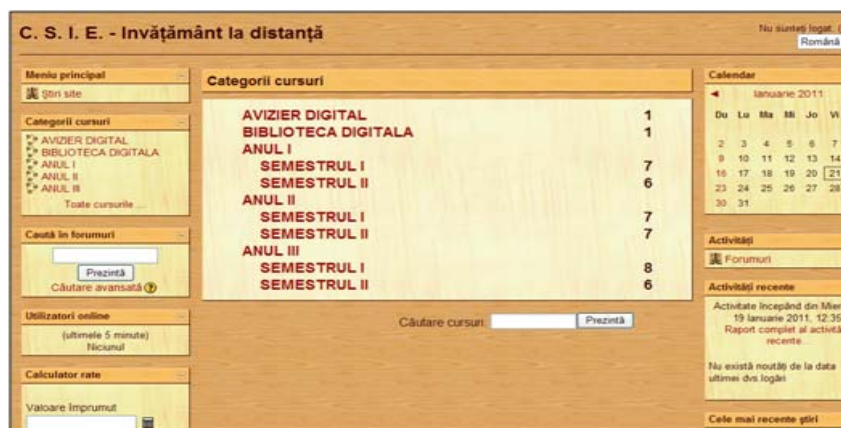 C. S. I. E. - Invățământ la distanță
Nu sunteți logat. (
Română
Meniu principal
Știri site
Categorii cursuri
AVIZIER DIGITAL
BIBLIOTECA DIGITALA
ANUL I
ANUL II
ANUL III
Toate cursurile ...
Caută în forumuri
Prezintă
Căutare avansată
Utilizatori online
(ultimele 5 minute)
Niciunul
Calculator rate
Valoare Împrumut
Categorii cursuri
AVIZIER DIGITAL 1
BIBLIOTECA DIGITALA 1
ANUL I
SEMESTRUL I 7
SEMESTRUL II 6
ANUL II
SEMESTRUL I 7
SEMESTRUL II 7
ANUL III
SEMESTRUL I 8
SEMESTRUL II 6
Căutare cursuri: Prezintă
Calendar
◄ Ianuarie 2011
Du Lu Ma Mi Jo Vi
2 3 4 5 6 7
9 10 11 12 13 14
16 17 18 19 20 21
23 24 25 26 27 28
30 31
Activități
Forumuri
Activități recente
Activitate începând din Mier
19 Ianuarie 2011, 12:35
Raport complet al activită
recente...
Nu există noutăți de la data
ultimei dvs.logări
Cele mai recente știri